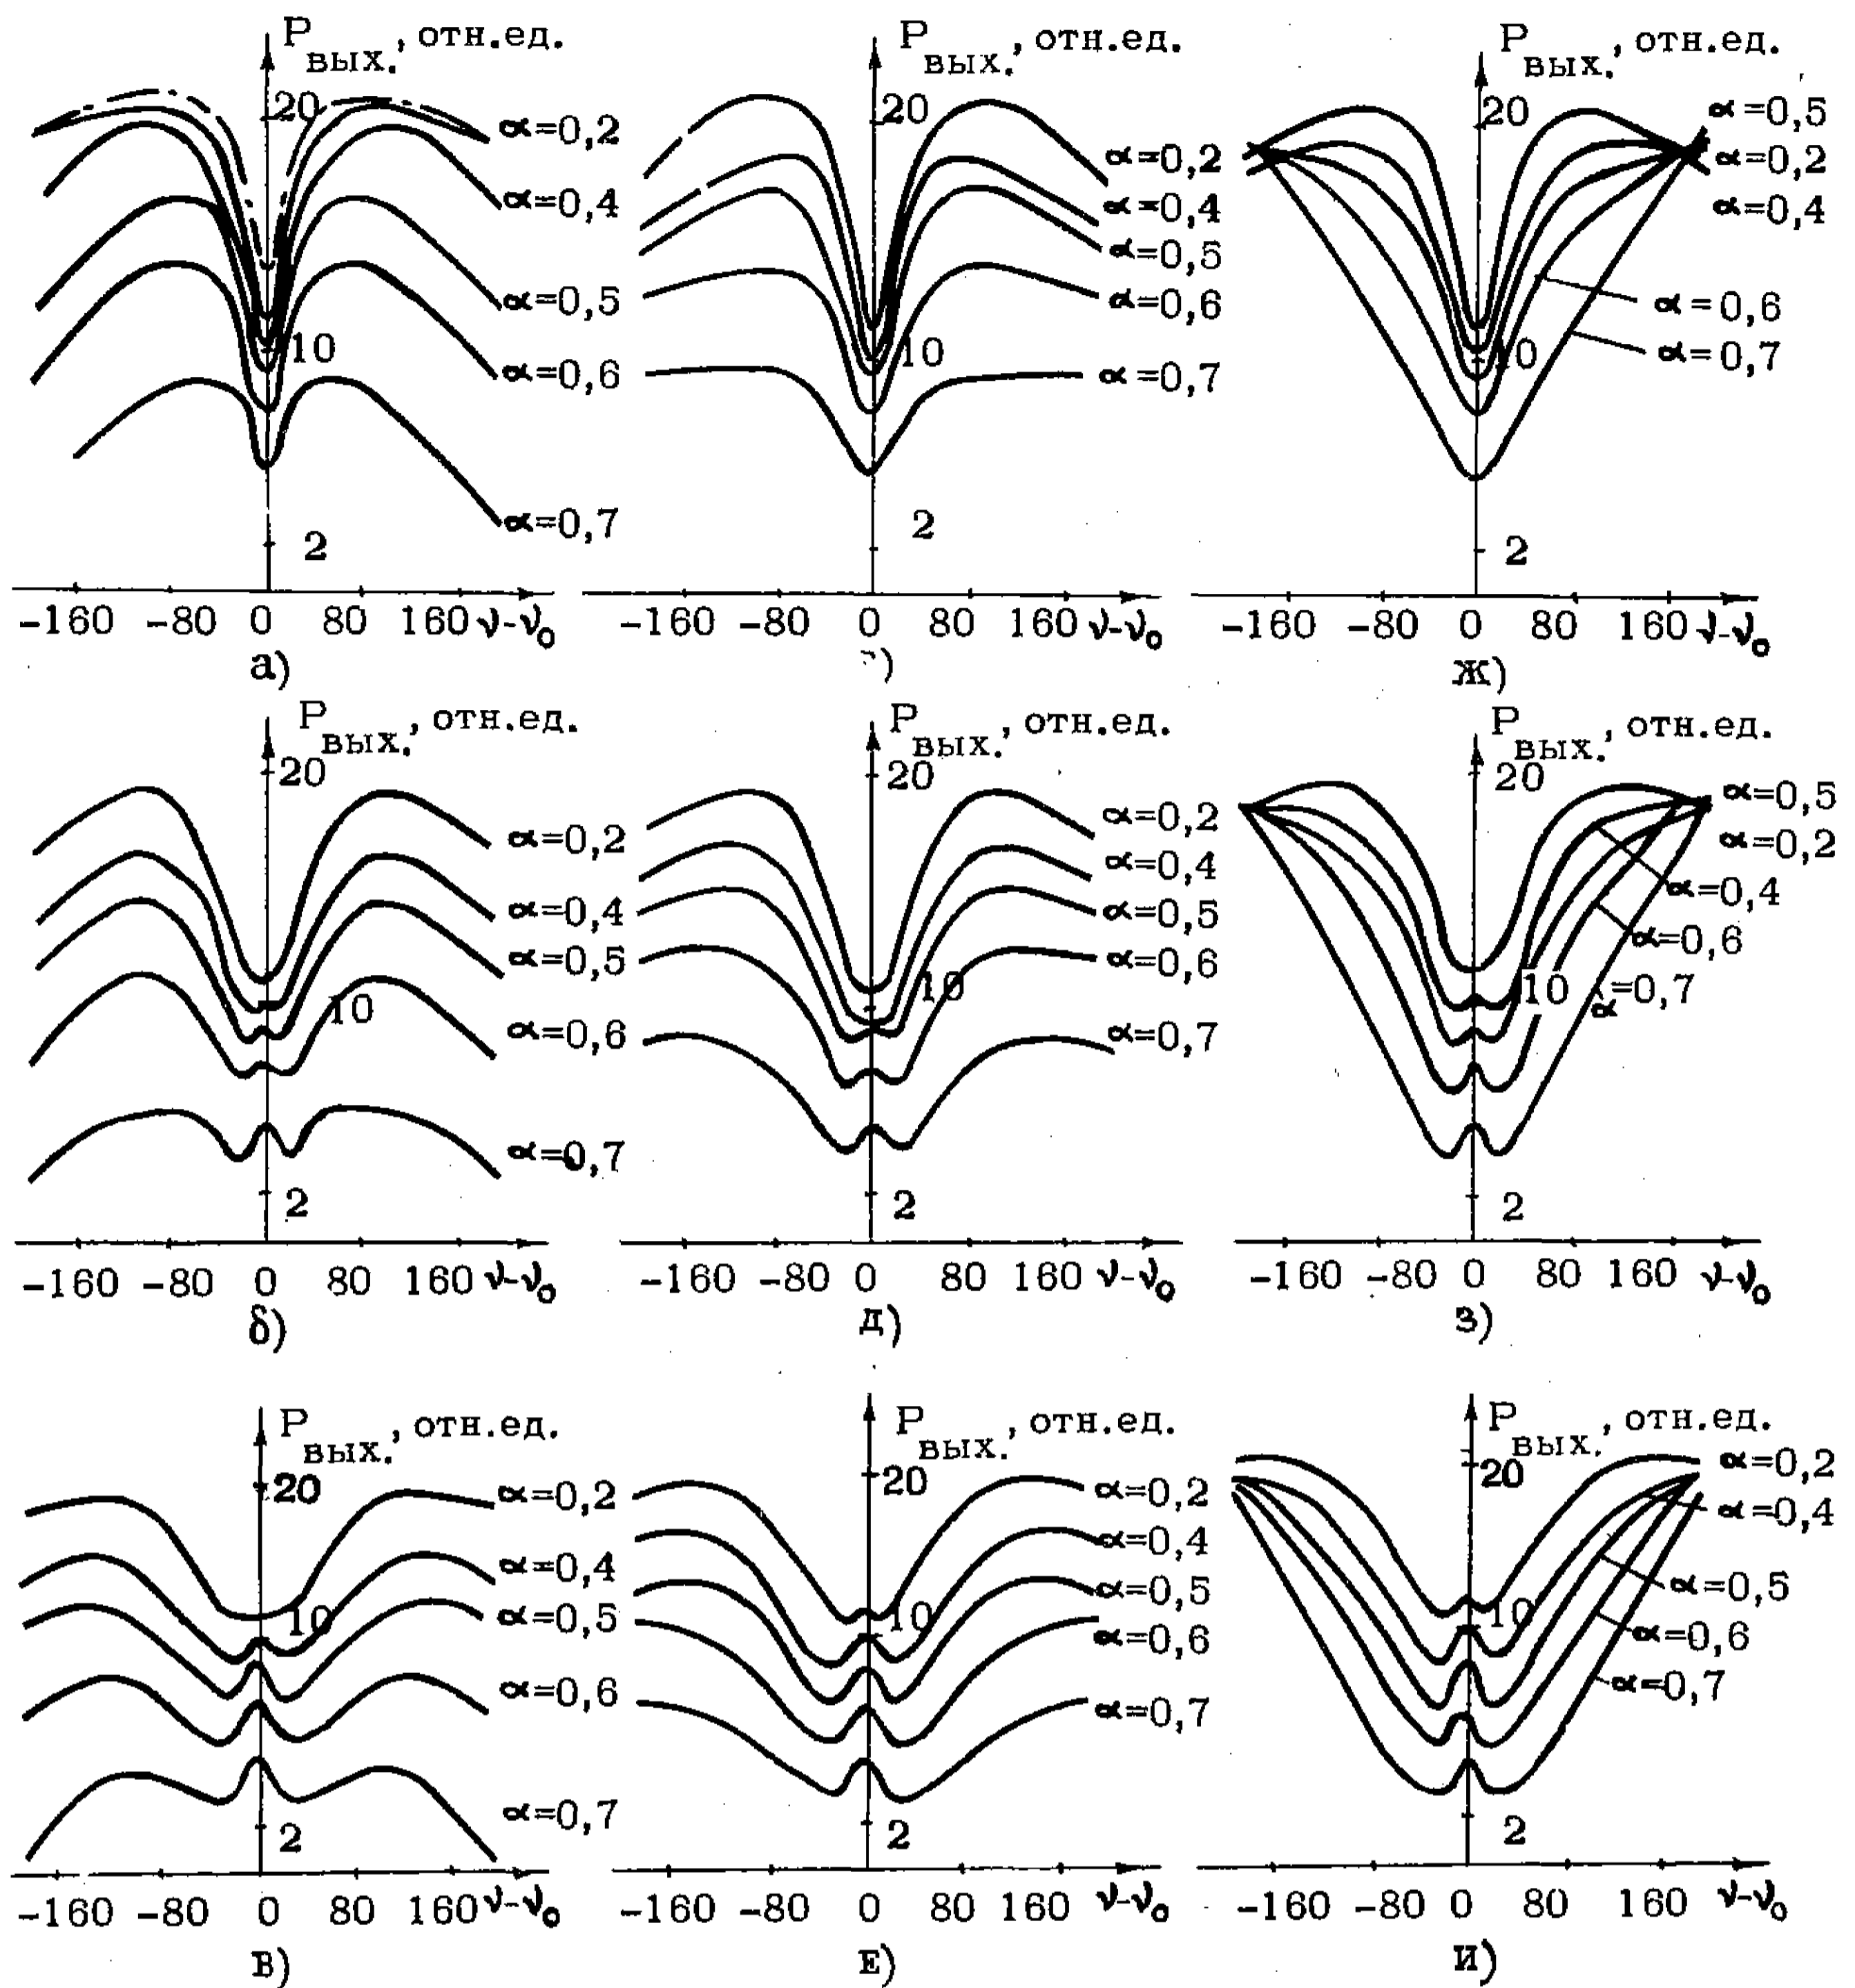 Pвых., отн.ед.
20
α=0,2
α=0,4
10
α=0,5
α=0,6
α=0,7
2
-160 -80 0 80 160 ν-ν₀
а)
Pвых., отн.ед.
20
α=0,2
α=0,4
α=0,5
α=0,6
10
α=0,7
2
-160 -80 0 80 160 ν-ν₀
Pвых., отн.ед.
20
α=0,5
α=0,2
α=0,4
α=0,6
10
α=0,7
2
-160 -80 0 80 160 ν-ν₀
ж)
Pвых., отн.ед.
20
α=0,2
α=0,4
α=0,5
10
α=0,6
α=0,7
2
-160 -80 0 80 160 ν-ν₀
б)
Pвых., отн.ед.
20
α=0,2
α=0,4
α=0,5
α=0,6
10
α=0,7
2
-160 -80 0 80 160 ν-ν₀
д)
Pвых., отн.ед.
20
α=0,5
α=0,2
α=0,4
α=0,6
10
α=0,7
2
-160 -80 0 80 160 ν-ν₀
з)
Pвых., отн.ед.
20
α=0,2
α=0,4
10
α=0,5
α=0,6
α=0,7
2
-160 -80 0 80 160 ν-ν₀
в)
Pвых., отн.ед.
20
α=0,2
α=0,4
α=0,5
10
α=0,6
α=0,7
2
-160 -80 0 80 160 ν-ν₀
е)
Pвых., отн.ед.
20
α=0,2
α=0,4
α=0,5
10
α=0,6
α=0,7
2
-160 -80 0 80 160 ν-ν₀
и)